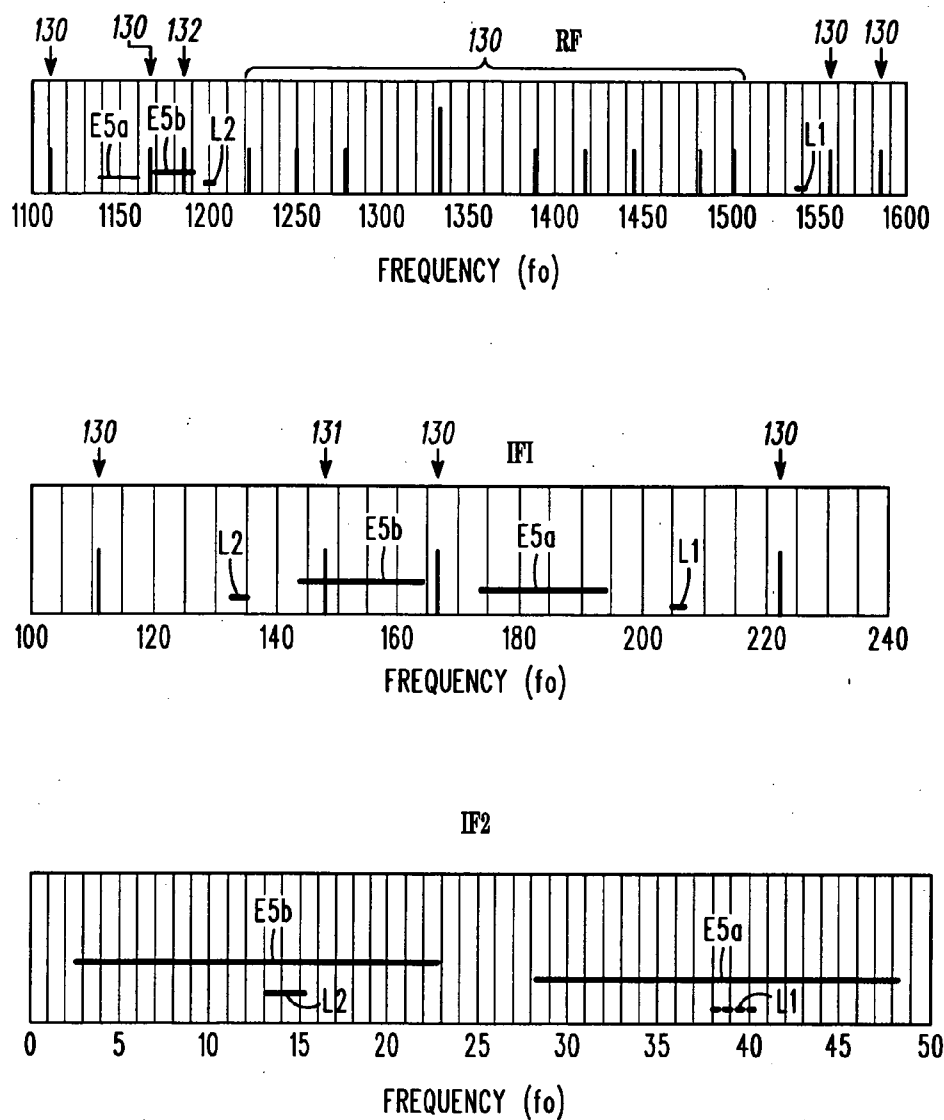 130 130 132 130 RF 130 130
E5a E5b L2 L1
1100 1150 1200 1250 1300 1350 1400 1450 1500 1550 1600
FREQUENCY (fo)
130 131 130 IF1 130
L2 E5b E5a L1
100 120 140 160 180 200 220 240
FREQUENCY (fo)
IF2
E5b E5a
L2 L1
0 5 10 15 20 25 30 35 40 45 50
FREQUENCY (fo)